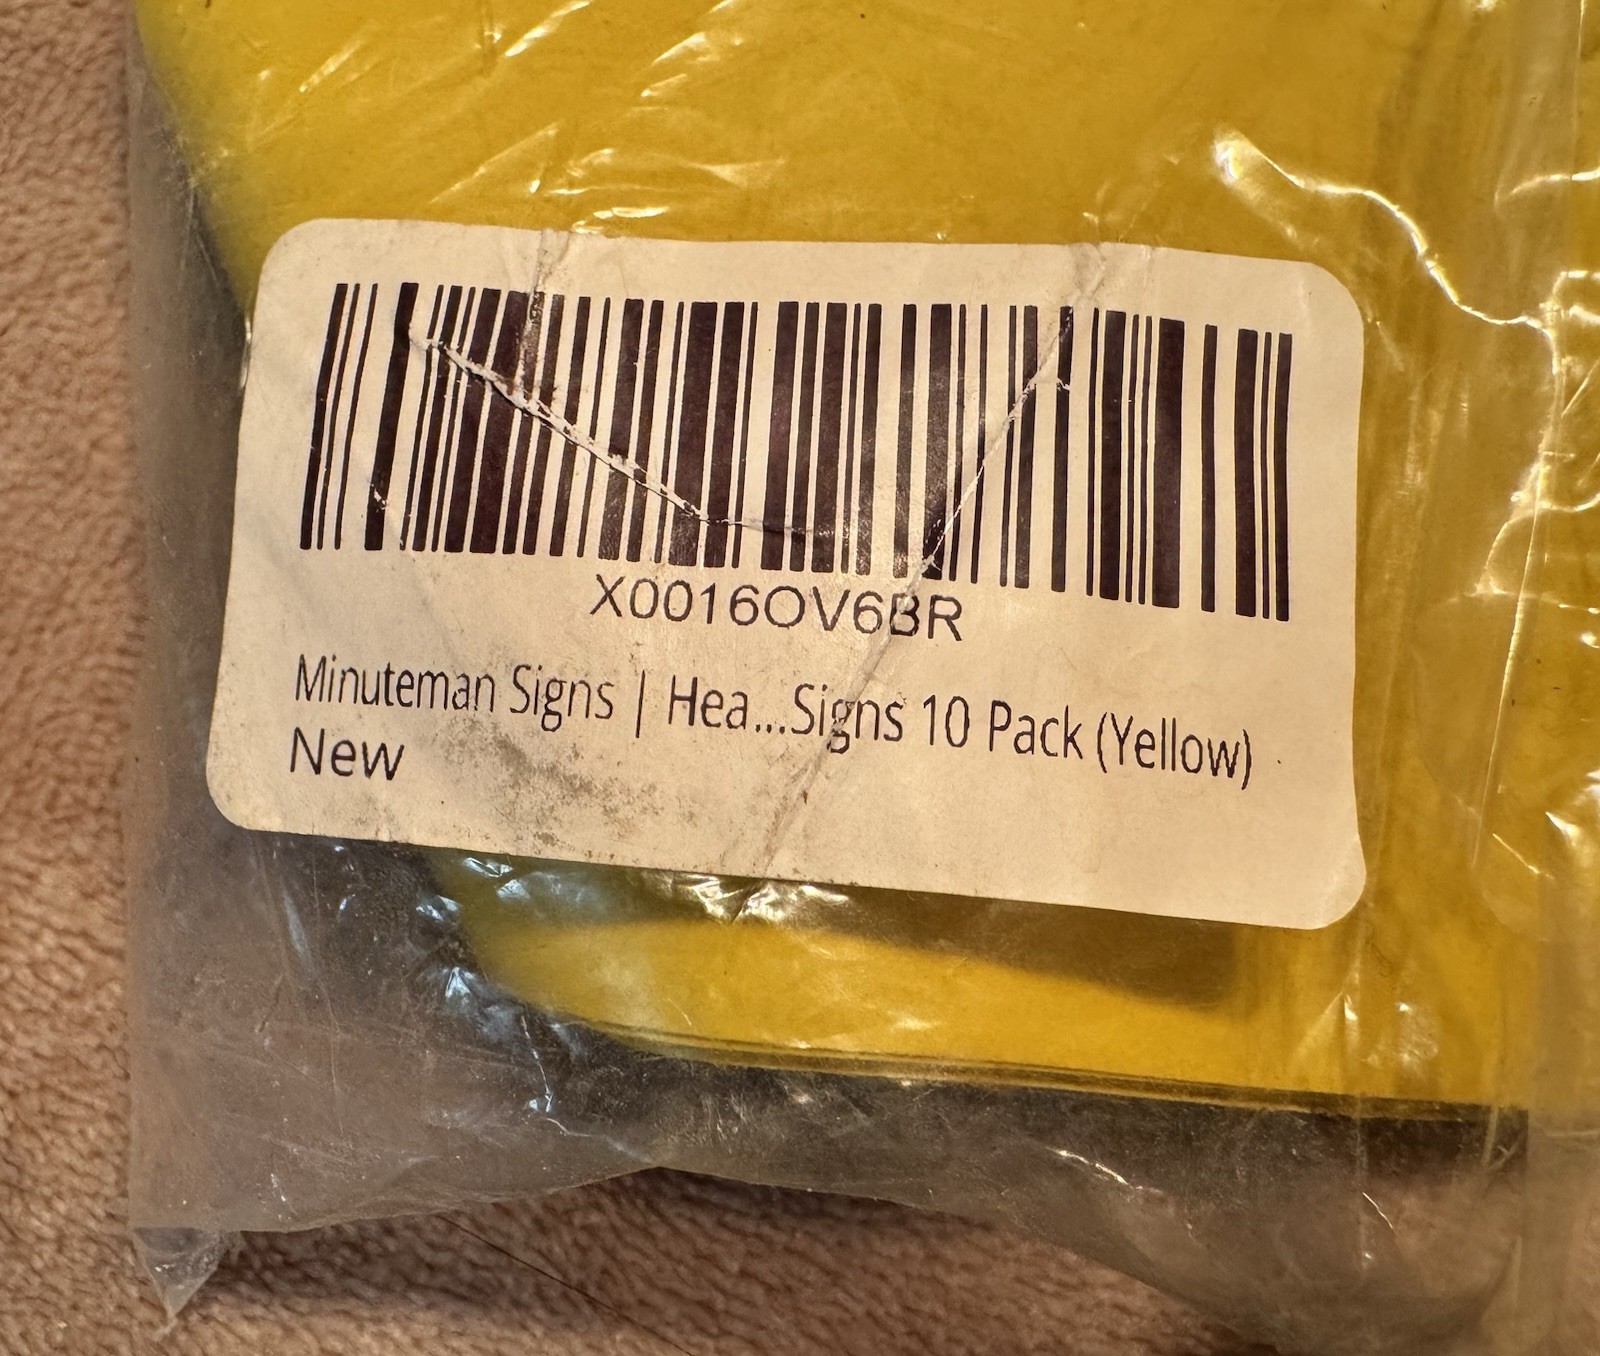 X0016OV6BR
Minuteman Signs | Hea...Signs 10 Pack (Yellow)
New